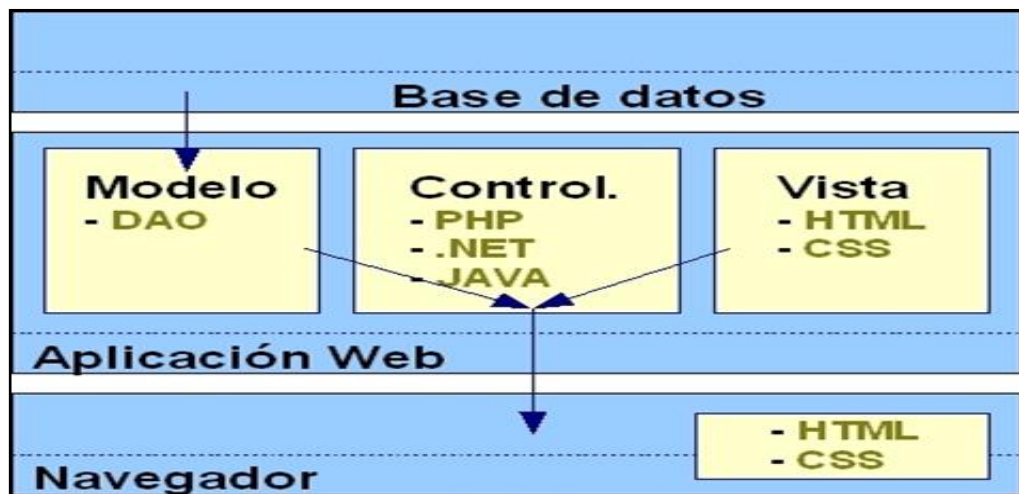 Base de datos
Modelo
- DAO
Control.
- PHP
- .NET
- JAVA
Vista
- HTML
- CSS
Aplicación Web
- HTML
- CSS
Navegador